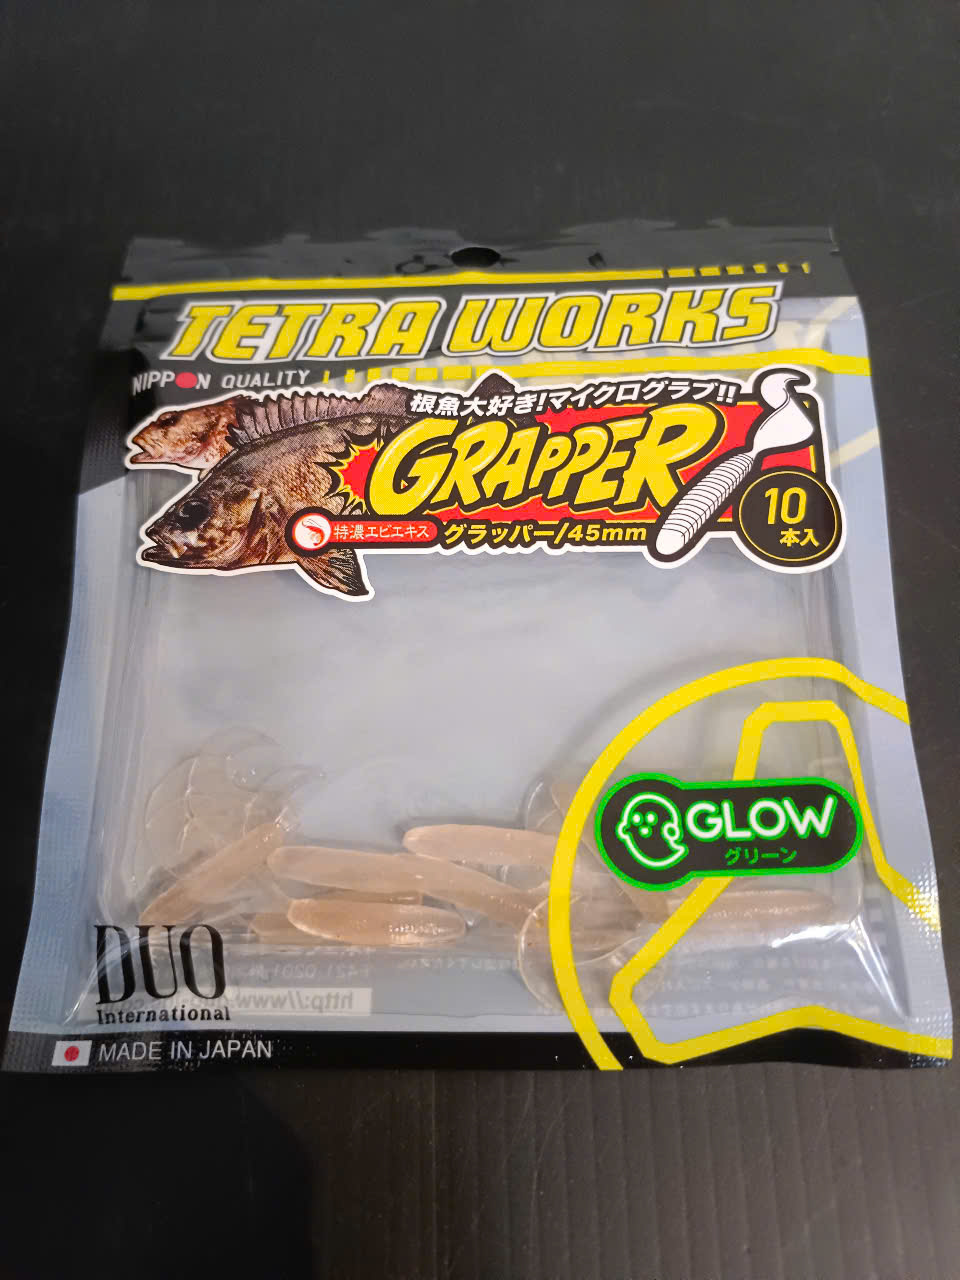 TETRA WORKS
NIPPON QUALITY
根魚大好き!マイクログラブ!!
GRAPPER
特濃エビエキス
グラッパー/45mm
10
本入
GLOW
グリーン
DUO
International
MADE IN JAPAN